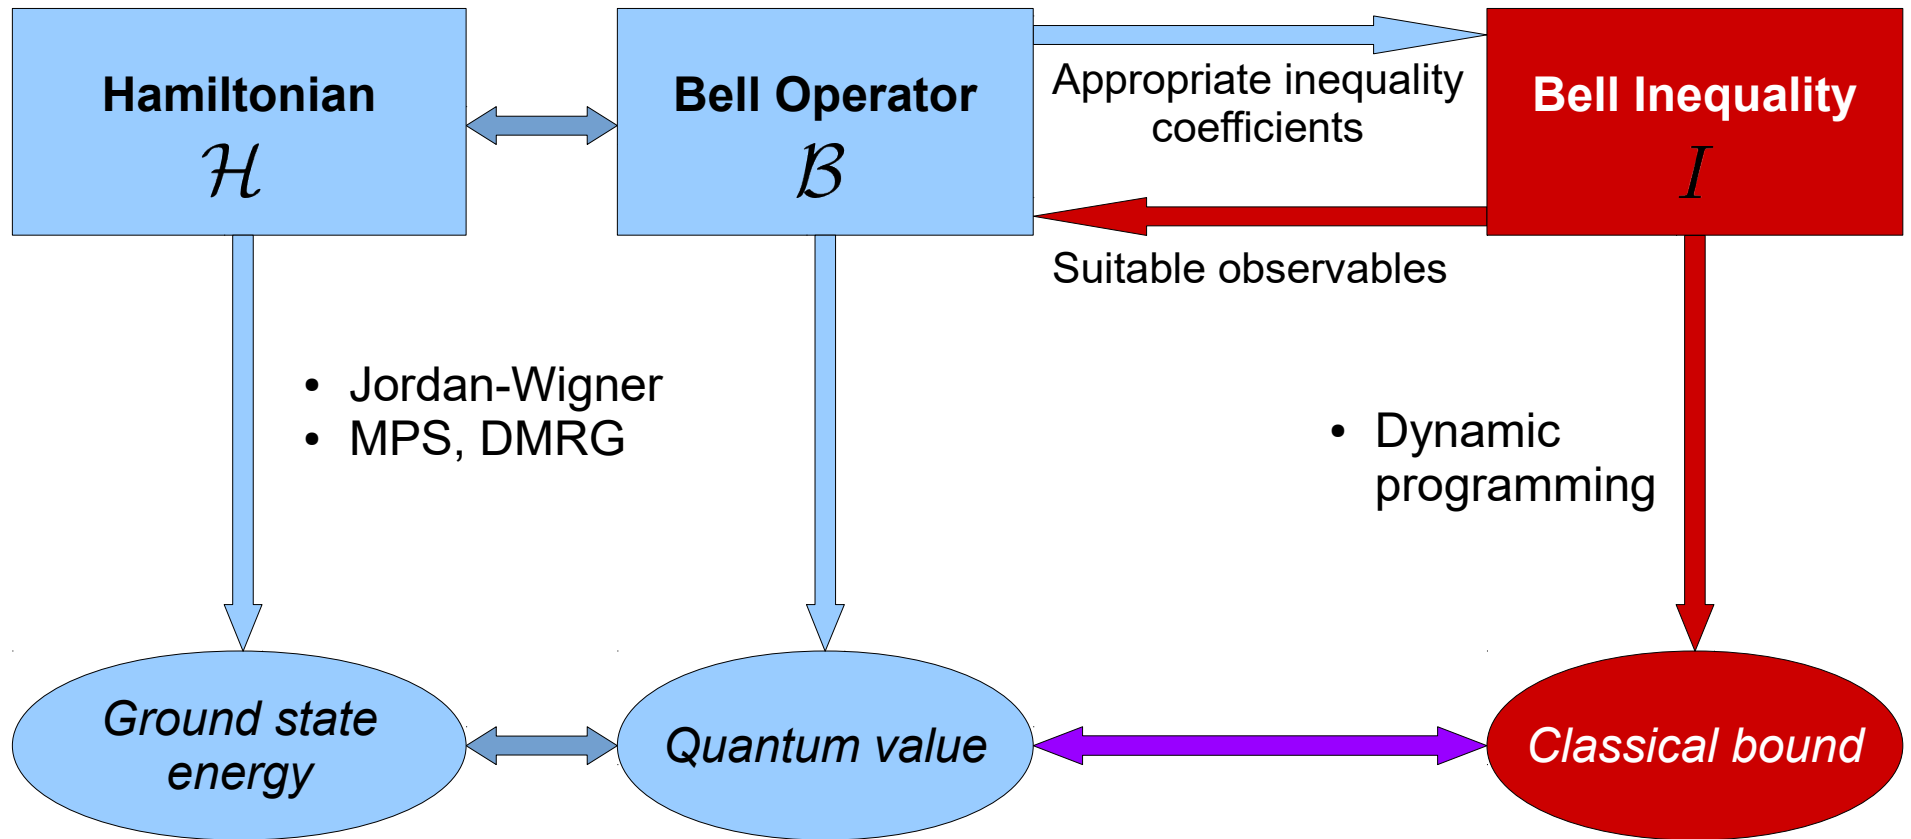 Hamiltonian
ℋ
Bell Operator
ℬ
Appropriate inequality
coefficients
Suitable observables
Bell Inequality
I
• Jordan-Wigner
• MPS, DMRG
• Dynamic
programming
Ground state
energy
Quantum value
Classical bound